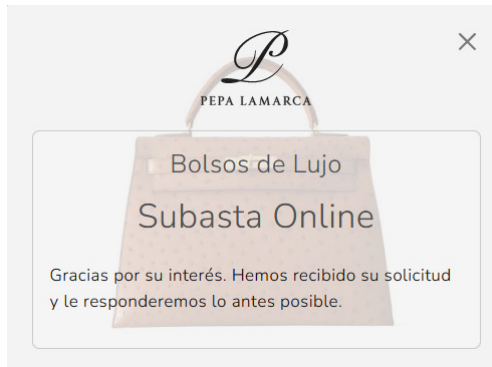 P
PEPA LAMARCA
Bolsos de Lujo
Subasta Online
Gracias por su interés. Hemos recibido su solicitud
y le responderemos lo antes posible.